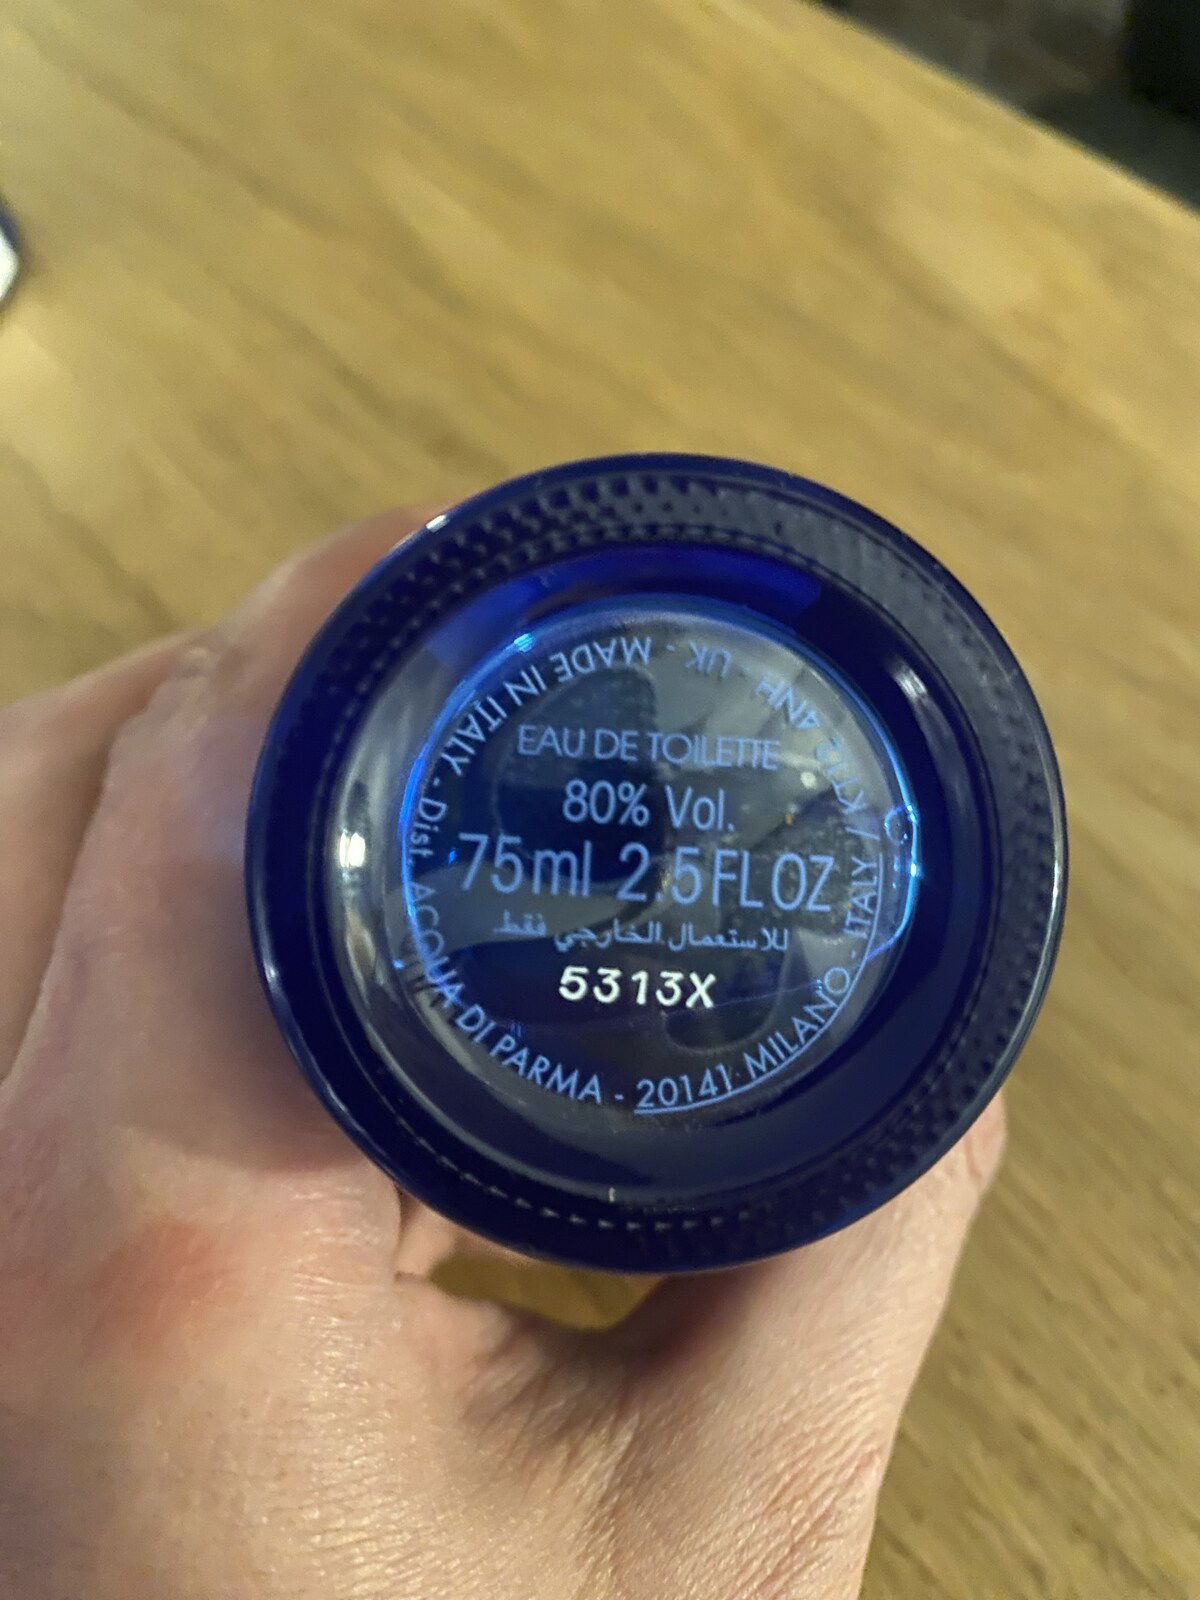 EAU DE TOILETTE
80% Vol.
75ml 2.5FL OZ
للاستعمال الخارجي فقط
5313X
MADE IN ITALY - Dist. ACQUA DI PARMA - 20141 MILANO - ITALY / KT12 4NH - UK -